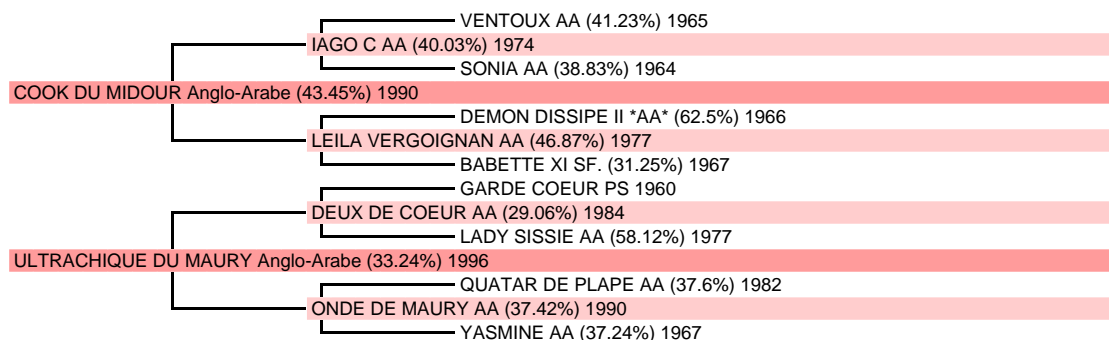 VENTOUX AA (41.23%) 1965
IAGO C AA (40.03%) 1974
SONIA AA (38.83%) 1964
COOK DU MIDOUR Anglo-Arabe (43.45%) 1990
DEMON DISSIPE II *AA* (62.5%) 1966
LEILA VERGOIGNAN AA (46.87%) 1977
BABETTE XI SF. (31.25%) 1967
GARDE COEUR PS 1960
DEUX DE COEUR AA (29.06%) 1984
LADY SISSIE AA (58.12%) 1977
ULTRACHIQUE DU MAURY Anglo-Arabe (33.24%) 1996
QUATAR DE PLAPE AA (37.6%) 1982
ONDE DE MAURY AA (37.42%) 1990
YASMINE AA (37.24%) 1967